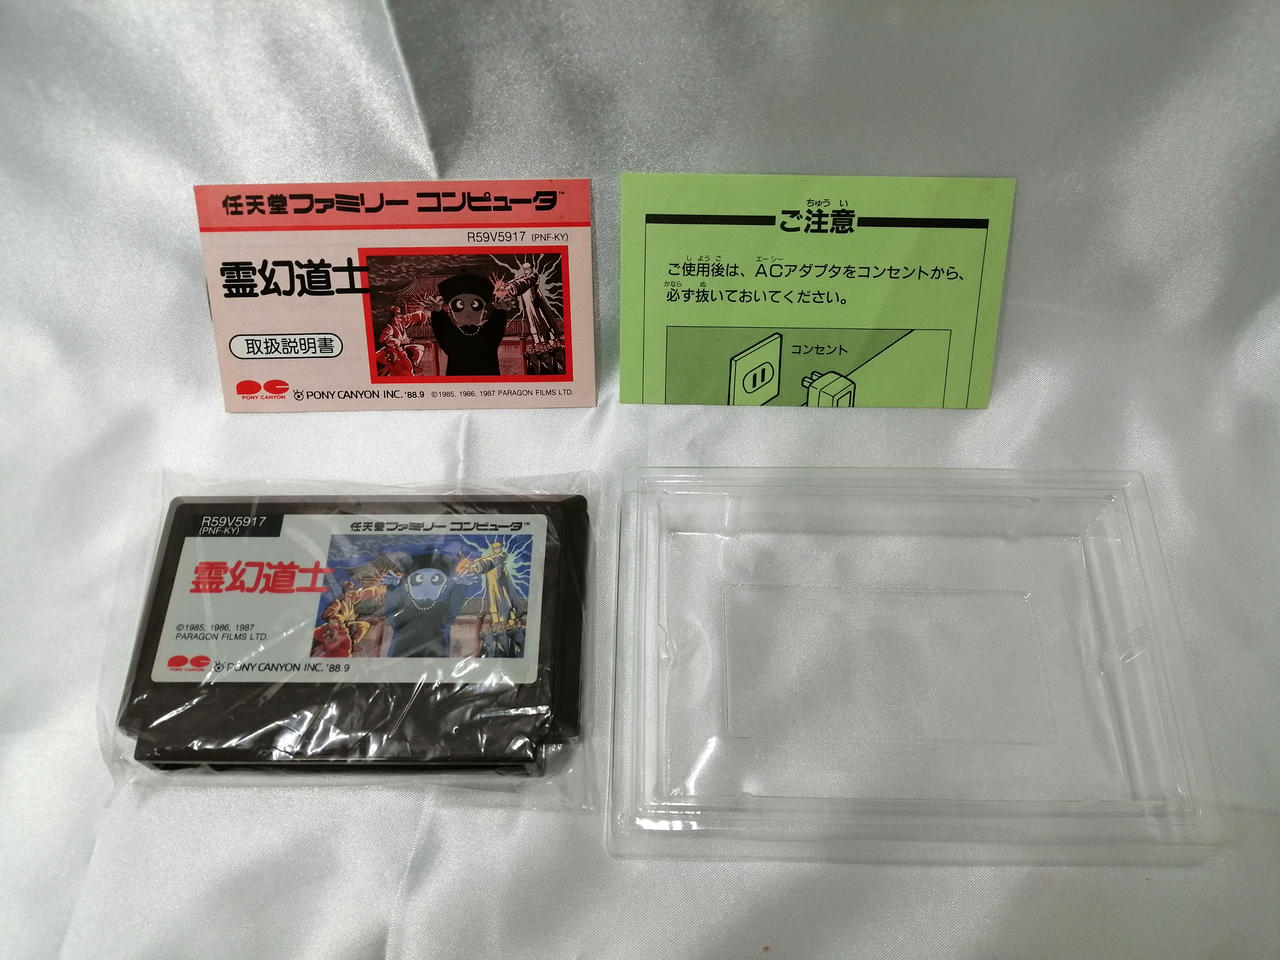 任天堂ファミリー コンピュータ™
R59V5917 (PNF-KY)
霊幻道士
取扱説明書
PONY CANYON
PONY CANYON INC. '88.9 ©1985, 1986, 1987 PARAGON FILMS LTD.
ちゅうい
ご注意
しようご エーシー
ご使用後は、ACアダプタをコンセントから、
かなら ぬ
必ず抜いておいてください。
コンセント
R59V5917
(PNF-KY)
任天堂ファミリー コンピュータ™
霊幻道士
©1985, 1986, 1987
PARAGON FILMS LTD.
PONY CANYON
PONY CANYON INC. '88.9